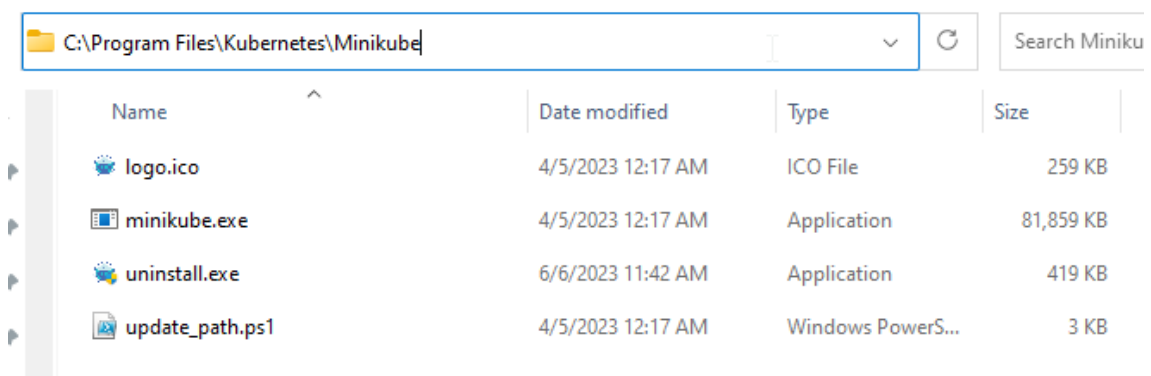 C:\Program Files\Kubernetes\Minikube Search Miniku
Name Date modified Type Size
logo.ico 4/5/2023 12:17 AM ICO File 259 KB
minikube.exe 4/5/2023 12:17 AM Application 81,859 KB
uninstall.exe 6/6/2023 11:42 AM Application 419 KB
update_path.ps1 4/5/2023 12:17 AM Windows PowerS... 3 KB